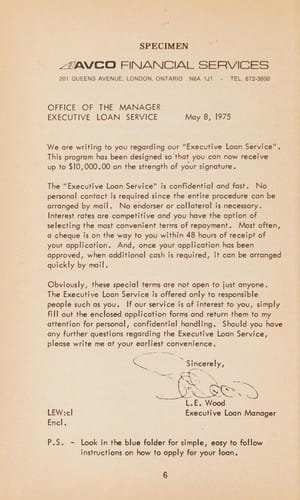 SPECIMEN
AVCO FINANCIAL SERVICES
201 QUEENS AVENUE, LONDON, ONTARIO N6A 1J1 - TEL. 672-3800
OFFICE OF THE MANAGER
EXECUTIVE LOAN SERVICE May 8, 1975
We are writing to you regarding our "Executive Loan Service".
This program has been designed so that you can now receive
up to $10,000.00 on the strength of your signature.
The "Executive Loan Service" is confidential and fast. No
personal contact is required since the entire procedure can be
arranged by mail. No endorser or collateral is necessary.
Interest rates are competitive and you have the option of
selecting the most convenient terms of repayment. Most often,
a cheque is on the way to you within 48 hours of receipt of
your application. And, once your application has been
approved, when additional cash is required, it can be arranged
quickly by mail.
Obviously, these special terms are not open to just anyone.
The Executive Loan Service is offered only to responsible
people such as you. If our service is of interest to you, simply
fill out the enclosed application forms and return them to my
attention for personal, confidential handling. Should you have
any further questions regarding the Executive Loan Service,
please write me at your earliest convenience.
Sincerely,
L.E. Wood
LEW:cl Executive Loan Manager
Encl.
P.S. - Look in the blue folder for simple, easy to follow
instructions on how to apply for your loan.
6